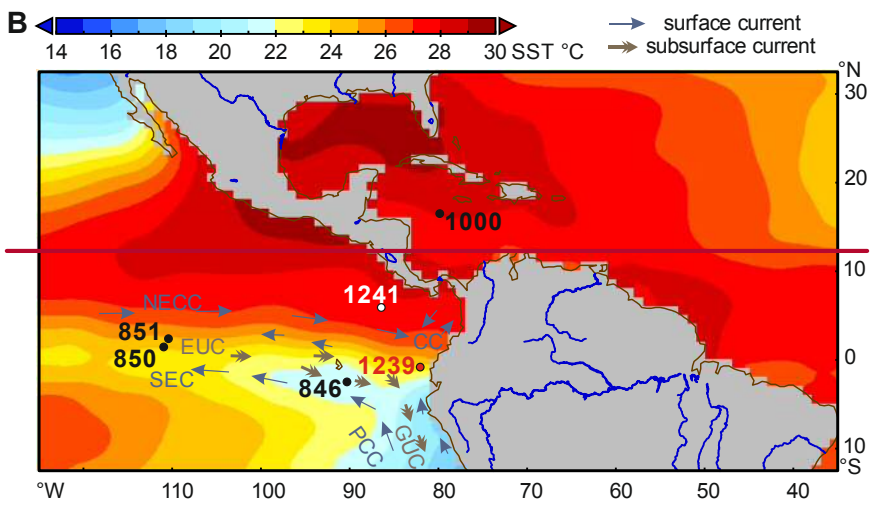 B
14 16 18 20 22 24 26 28 30 SST °C
surface current
subsurface current
°N
30
20
1000
10
1241
NECC
851
CC
EUC
850
1239
0
SEC
846
PCC
GUC
10
°S
°W 110 100 90 80 70 60 50 40